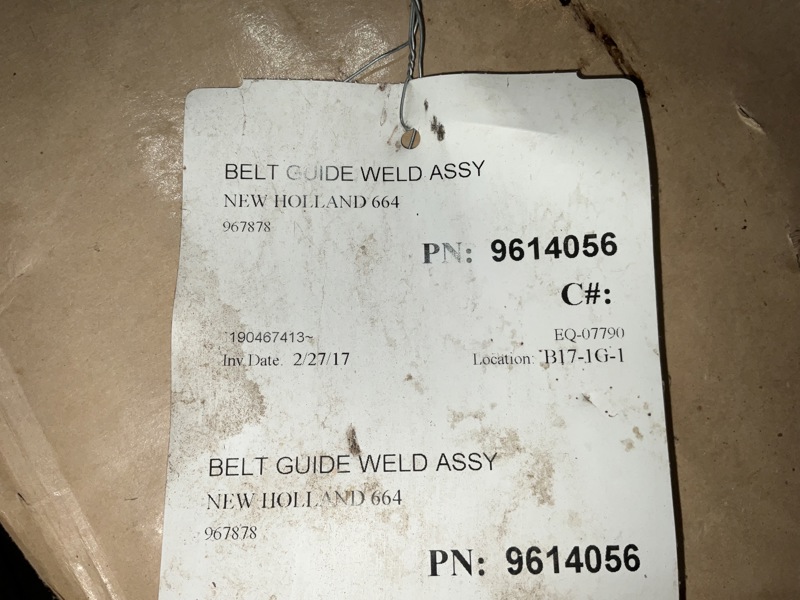 BELT GUIDE WELD ASSY
NEW HOLLAND 664
967878
PN: 9614056
C#:
190467413~ EQ-07790
Inv Date. 2/27/17 Location: B17-1G-1
BELT GUIDE WELD ASSY
NEW HOLLAND 664
967878
PN: 9614056